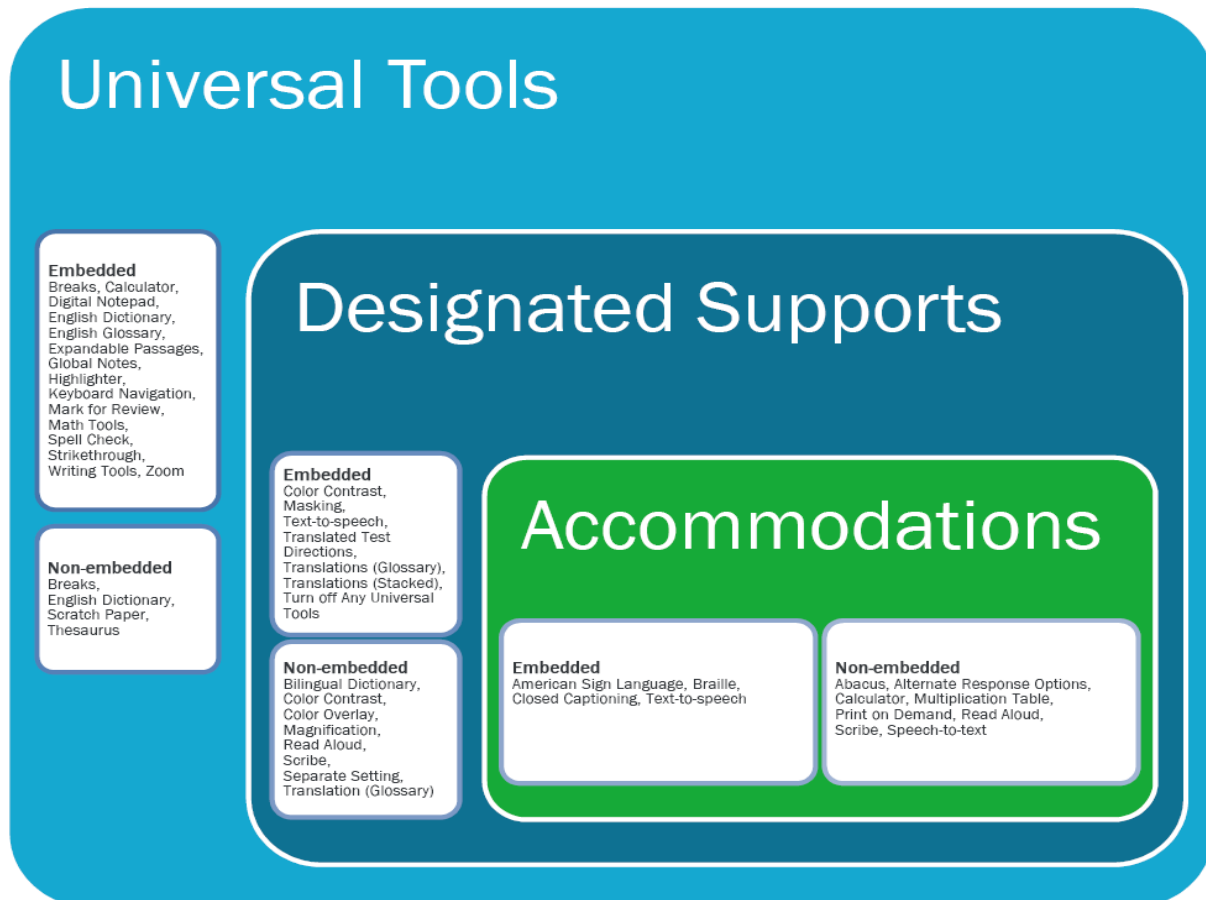 Universal Tools
Embedded
Breaks, Calculator,
Digital Notepad,
English Dictionary,
English Glossary,
Expandable Passages,
Global Notes,
Highlighter,
Keyboard Navigation,
Mark for Review,
Math Tools,
Spell Check,
Strikethrough,
Writing Tools, Zoom
Non-embedded
Breaks,
English Dictionary,
Scratch Paper,
Thesaurus
Designated Supports
Embedded
Color Contrast,
Masking,
Text-to-speech,
Translated Test
Directions,
Translations (Glossary),
Translations (Stacked),
Turn off Any Universal
Tools
Non-embedded
Bilingual Dictionary,
Color Contrast,
Color Overlay,
Magnification,
Read Aloud,
Scribe,
Separate Setting,
Translation (Glossary)
Accommodations
Embedded
American Sign Language, Braille,
Closed Captioning, Text-to-speech
Non-embedded
Abacus, Alternate Response Options,
Calculator, Multiplication Table,
Print on Demand, Read Aloud,
Scribe, Speech-to-text